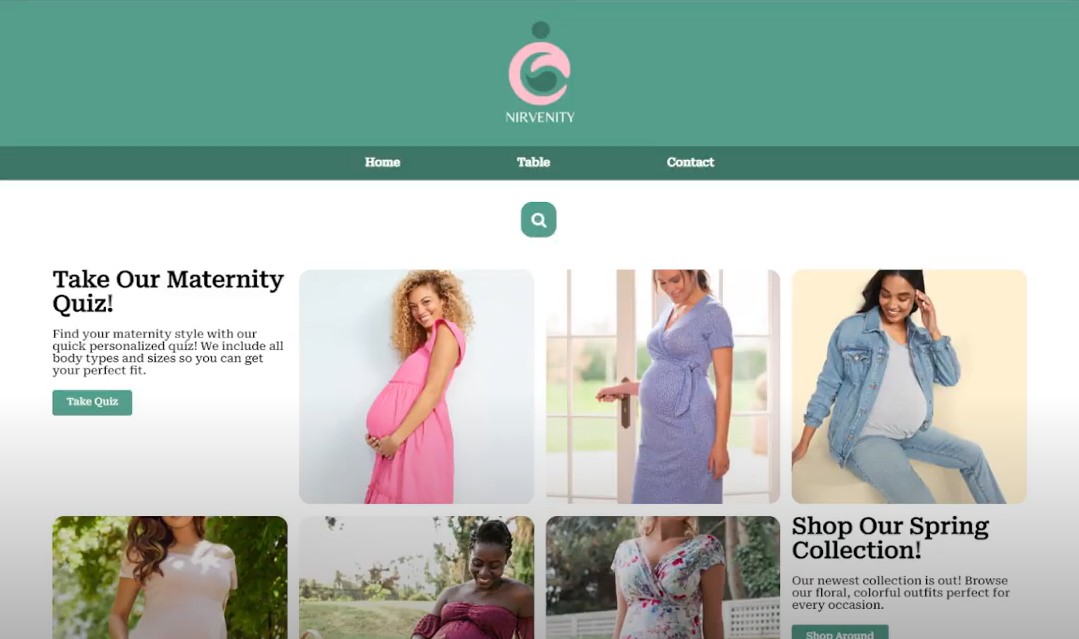 NIRVENITY
Home
Table
Contact
Take Our Maternity
Quiz!
Find your maternity style with our
quick personalized quiz! We include all
body types and sizes so you can get
your perfect fit.
Take Quiz
Shop Our Spring
Collection!
Our newest collection is out! Browse
our floral, colorful outfits perfect for
every occasion.
Shop Around